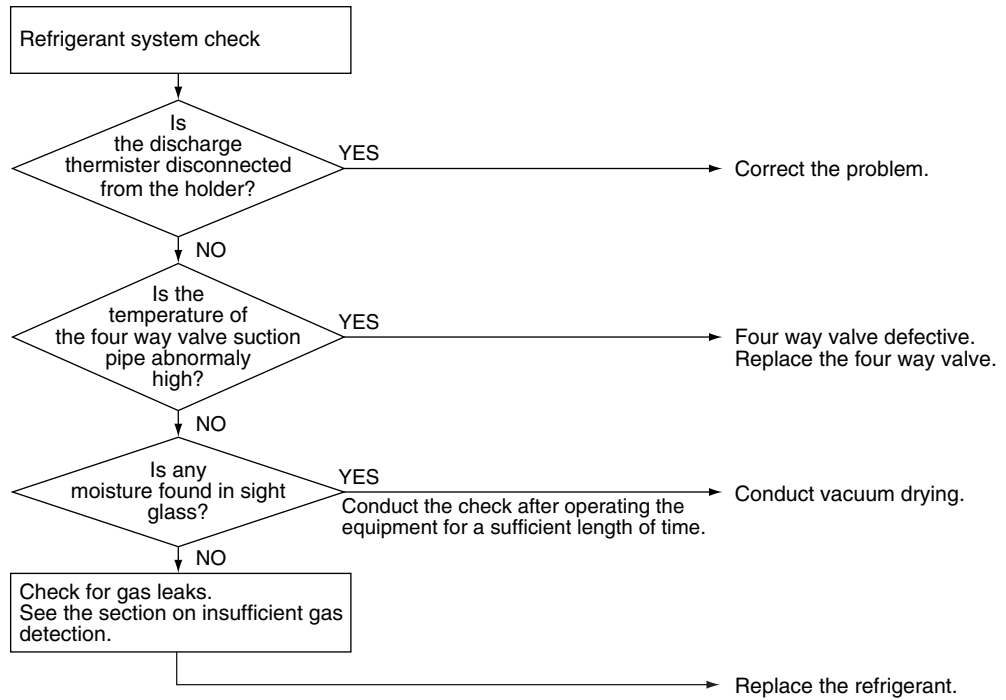 Refrigerant system check
Is
the discharge
thermister disconnected
from the holder?
YES
Correct the problem.
NO
Is the
temperature of
the four way valve suction
pipe abnormaly
high?
YES
Four way valve defective.
Replace the four way valve.
NO
Is any
moisture found in sight
glass?
YES
Conduct the check after operating the
equipment for a sufficient length of time.
Conduct vacuum drying.
NO
Check for gas leaks.
See the section on insufficient gas
detection.
Replace the refrigerant.